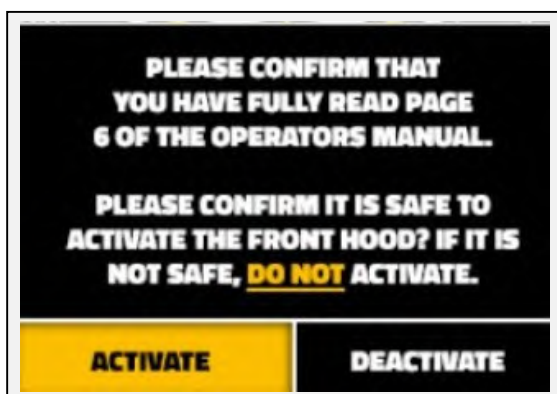 PLEASE CONFIRM THAT
YOU HAVE FULLY READ PAGE
6 OF THE OPERATORS MANUAL.
PLEASE CONFIRM IT IS SAFE TO
ACTIVATE THE FRONT HOOD? IF IT IS
NOT SAFE, DO NOT ACTIVATE.
ACTIVATE
DEACTIVATE